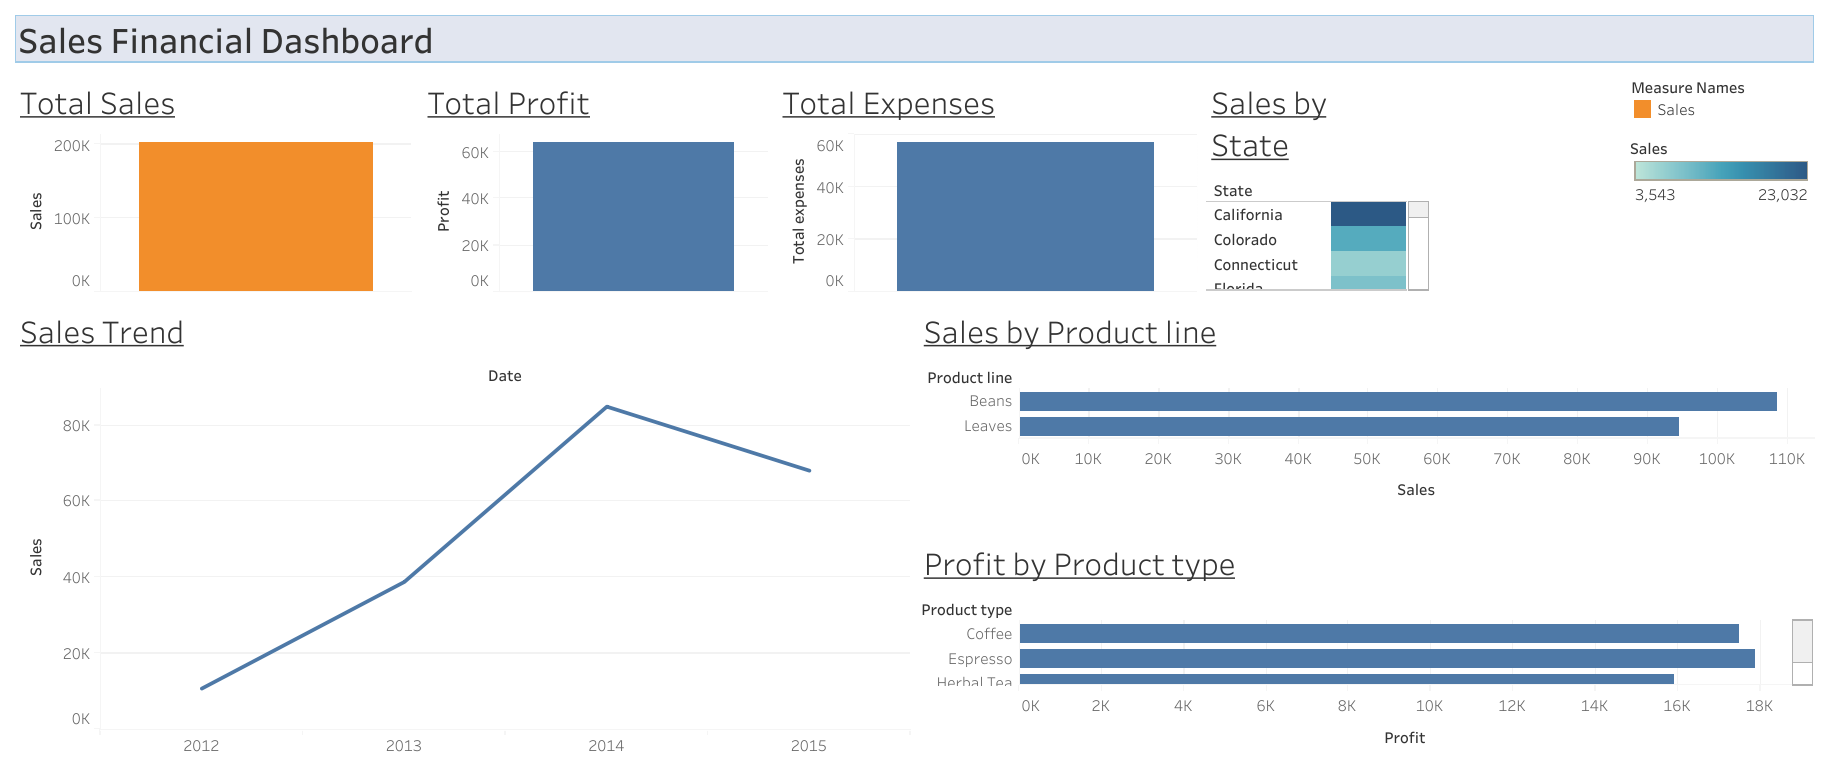 Sales Financial Dashboard
Total Sales
Sales
200K
100K
0K
Total Profit
Profit
60K
40K
20K
0K
Total Expenses
Total expenses
60K
40K
20K
0K
Sales by
State
State
California
Colorado
Connecticut
Florida
Measure Names
Sales
Sales
3,543 23,032
Sales Trend
Date
Sales
80K
60K
40K
20K
0K
2012 2013 2014 2015
Sales by Product line
Product line
Beans
Leaves
0K 10K 20K 30K 40K 50K 60K 70K 80K 90K 100K 110K
Sales
Profit by Product type
Product type
Coffee
Espresso
Herbal Tea
0K 2K 4K 6K 8K 10K 12K 14K 16K 18K
Profit